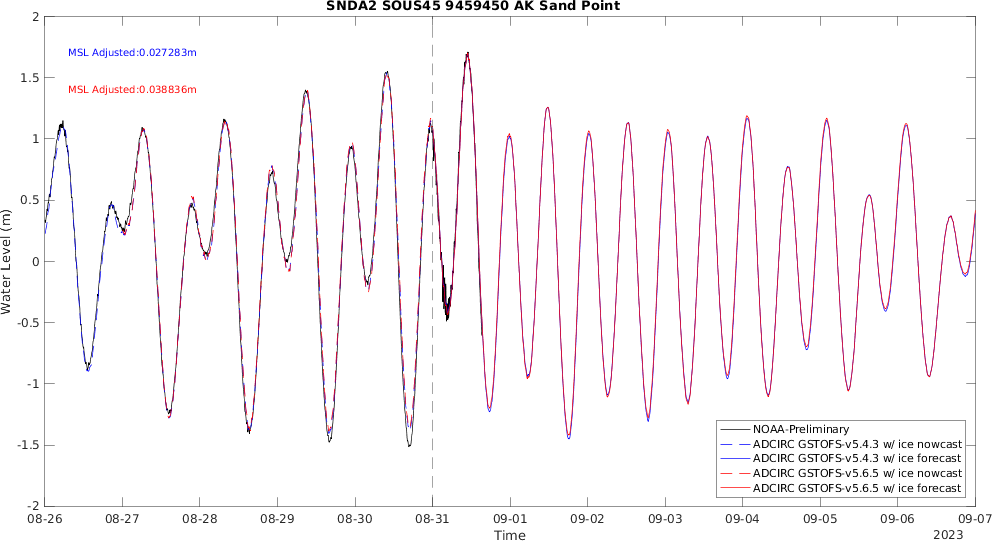 SNDA2 SOUS45 9459450 AK Sand Point
2
1.5
1
0.5
0
-0.5
-1
-1.5
-2
Water Level (m)
MSL Adjusted:0.027283m
MSL Adjusted:0.038836m
NOAA-Preliminary
ADCIRC GSTOFS-v5.4.3 w/ ice nowcast
ADCIRC GSTOFS-v5.4.3 w/ ice forecast
ADCIRC GSTOFS-v5.6.5 w/ ice nowcast
ADCIRC GSTOFS-v5.6.5 w/ ice forecast
08-26 08-27 08-28 08-29 08-30 08-31 09-01 09-02 09-03 09-04 09-05 09-06 09-07
Time
2023